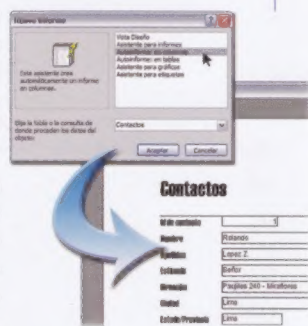 Nuevo informe
Vista Diseño
Asistente para informes
Autoinforme: en columnas
Autoinforme: en tablas
Asistente para gráficos
Asistente para etiquetas
Este asistente crea
automáticamente un informe
en columnas.
Elija la tabla o la consulta de
donde proceden los datos del
objeto:
Contactos
Aceptar
Cancelar
Contactos
Id de contacto 1
Nombre Rolando
Apellidos Lopez Z.
Señor
Dirección Paujiles 240 - Miraflores
Ciudad Lima
Estado/Provincia Lima